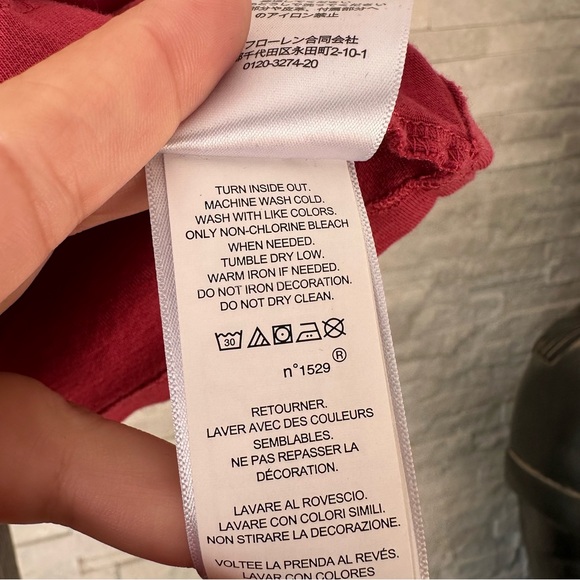 のアイロン禁止
フローレン合同会社
千代田区永田町2-10-1
0120-3274-20
TURN INSIDE OUT.
MACHINE WASH COLD.
WASH WITH LIKE COLORS.
ONLY NON-CHLORINE BLEACH
WHEN NEEDED.
TUMBLE DRY LOW.
WARM IRON IF NEEDED.
DO NOT IRON DECORATION.
DO NOT DRY CLEAN.
30
n°1529 ®
RETOURNER.
LAVER AVEC DES COULEURS
SEMBLABLES.
NE PAS REPASSER LA
DÉCORATION.
LAVARE AL ROVESCIO.
LAVARE CON COLORI SIMILI.
NON STIRARE LA DECORAZIONE.
VOLTEE LA PRENDA AL REVÉS.
LAVAR CON COLORES